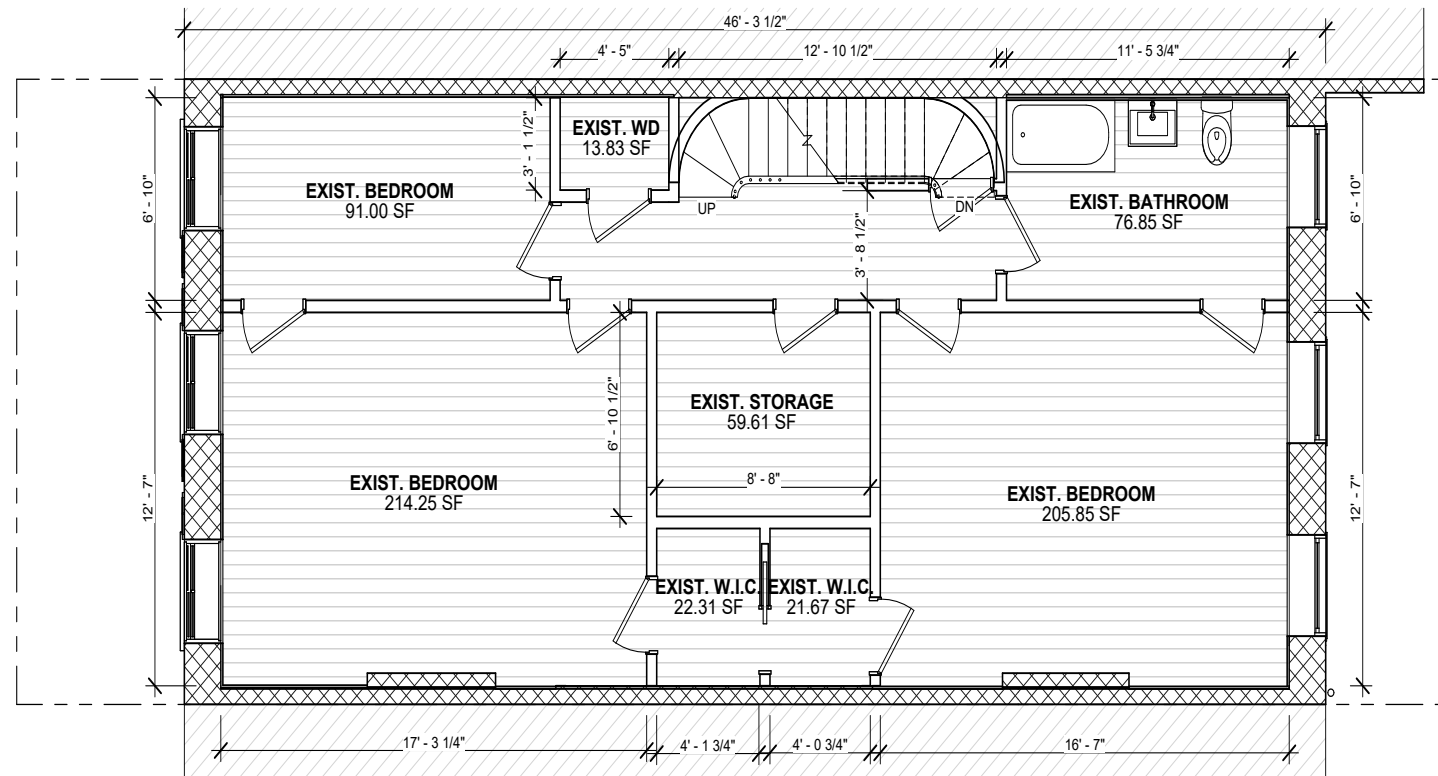 46' - 3 1/2"
4' - 5"
12' - 10 1/2"
11' - 5 3/4"
EXIST. WD
13.83 SF
3' - 1 1/2"
6' - 10"
EXIST. BEDROOM
91.00 SF
UP
DN
EXIST. BATHROOM
76.85 SF
6' - 10"
3' - 8 1/2"
EXIST. STORAGE
59.61 SF
6' - 10 1/2"
8' - 8"
12' - 7"
EXIST. BEDROOM
214.25 SF
EXIST. BEDROOM
205.85 SF
12' - 7"
EXIST. W.I.C.
22.31 SF
EXIST. W.I.C.
21.67 SF
17' - 3 1/4"
4' - 1 3/4"
4' - 0 3/4"
16' - 7"